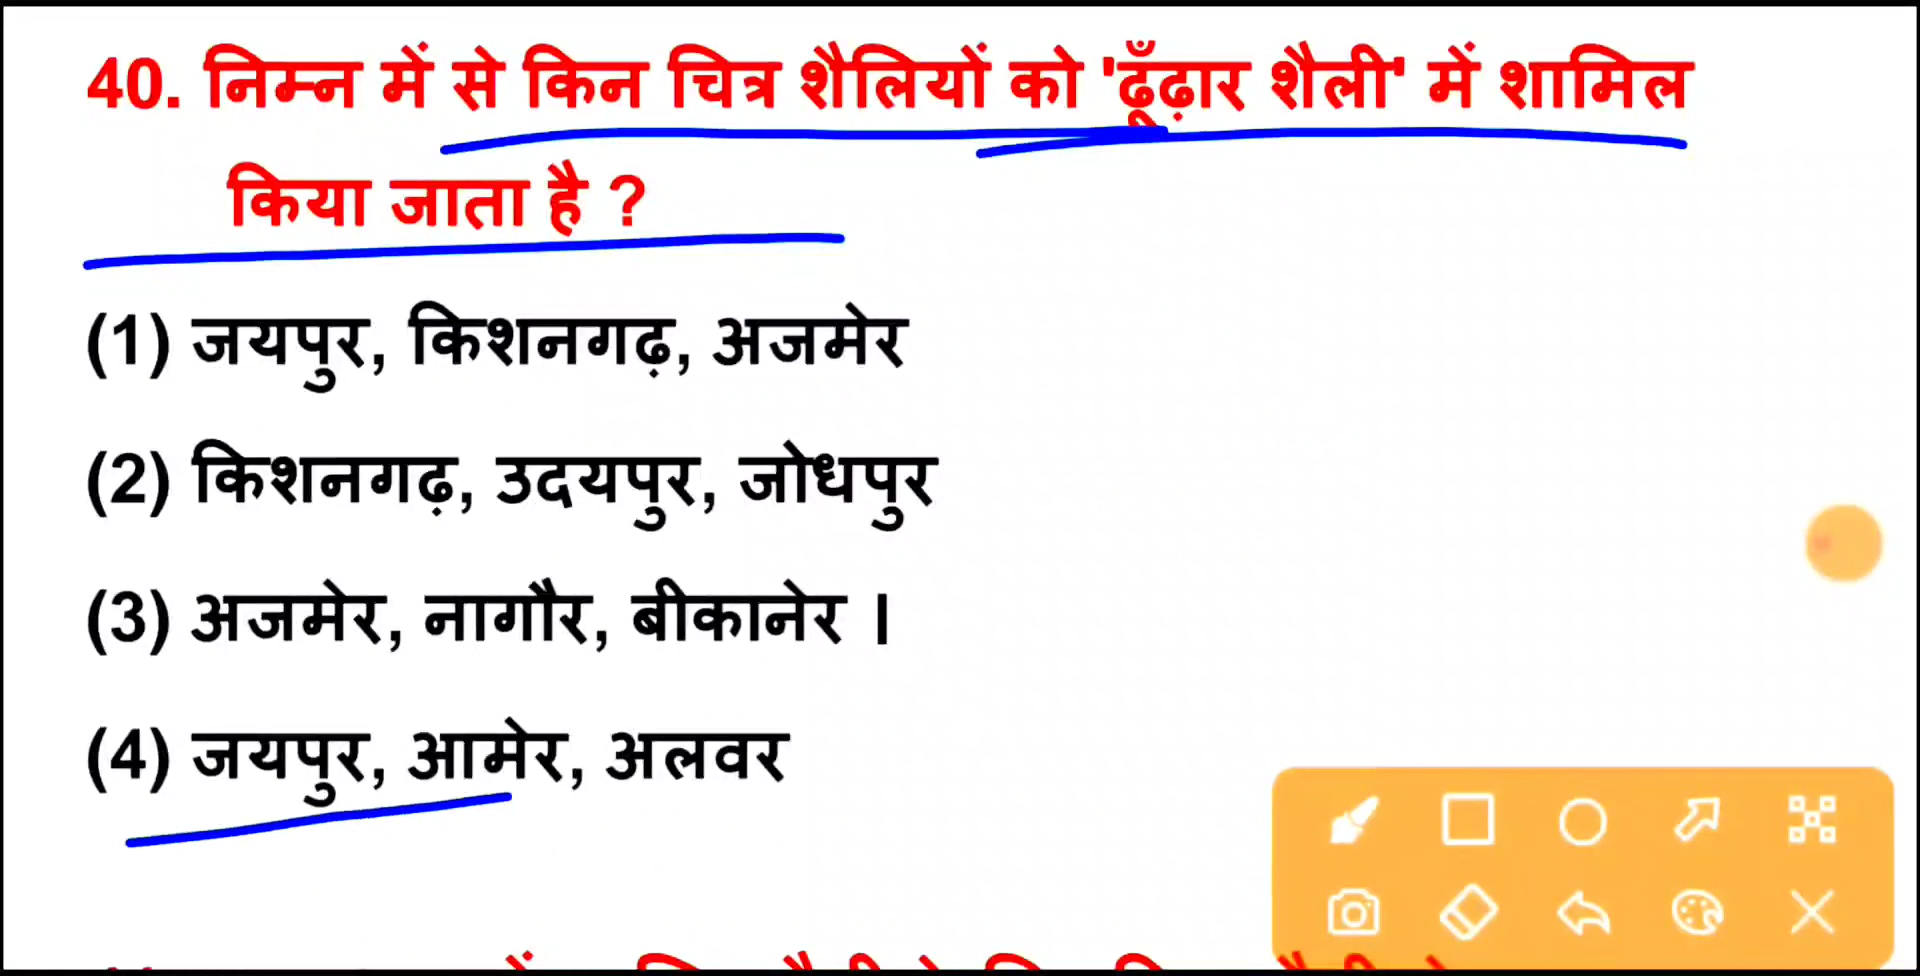 40. निम्न में से किन चित्र शैलियों को 'ढूँढ़ार शैली' में शामिल
किया जाता है ?
(1) जयपुर, किशनगढ़, अजमेर
(2) किशनगढ़, उदयपुर, जोधपुर
(3) अजमेर, नागौर, बीकानेर ।
(4) जयपुर, आमेर, अलवर